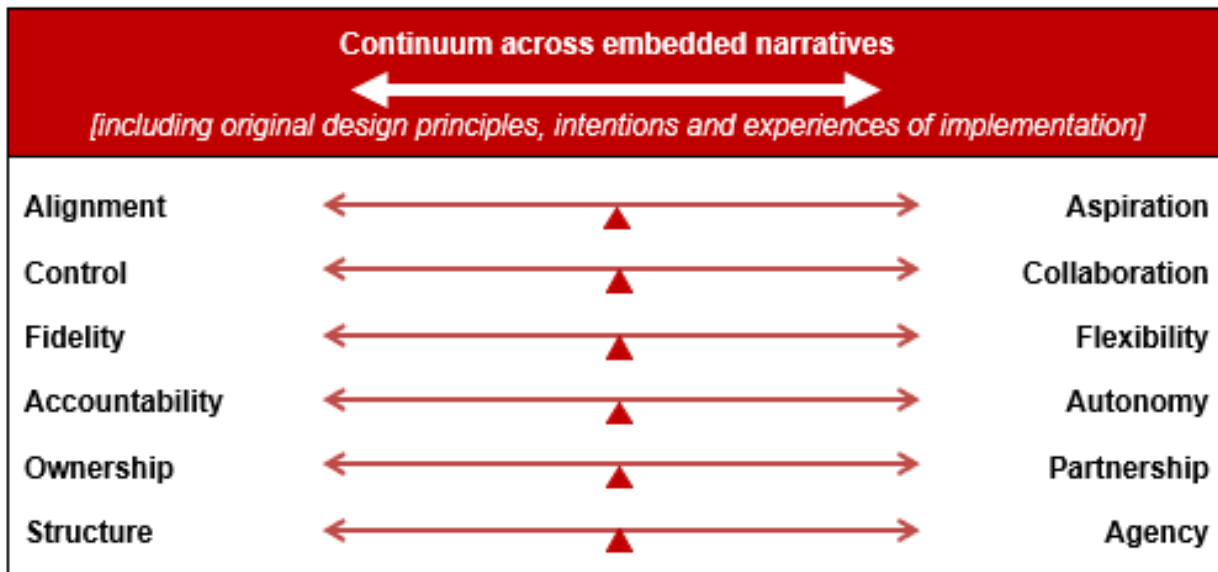 Continuum across embedded narratives
[including original design principles, intentions and experiences of implementation]
Alignment Aspiration
Control Collaboration
Fidelity Flexibility
Accountability Autonomy
Ownership Partnership
Structure Agency